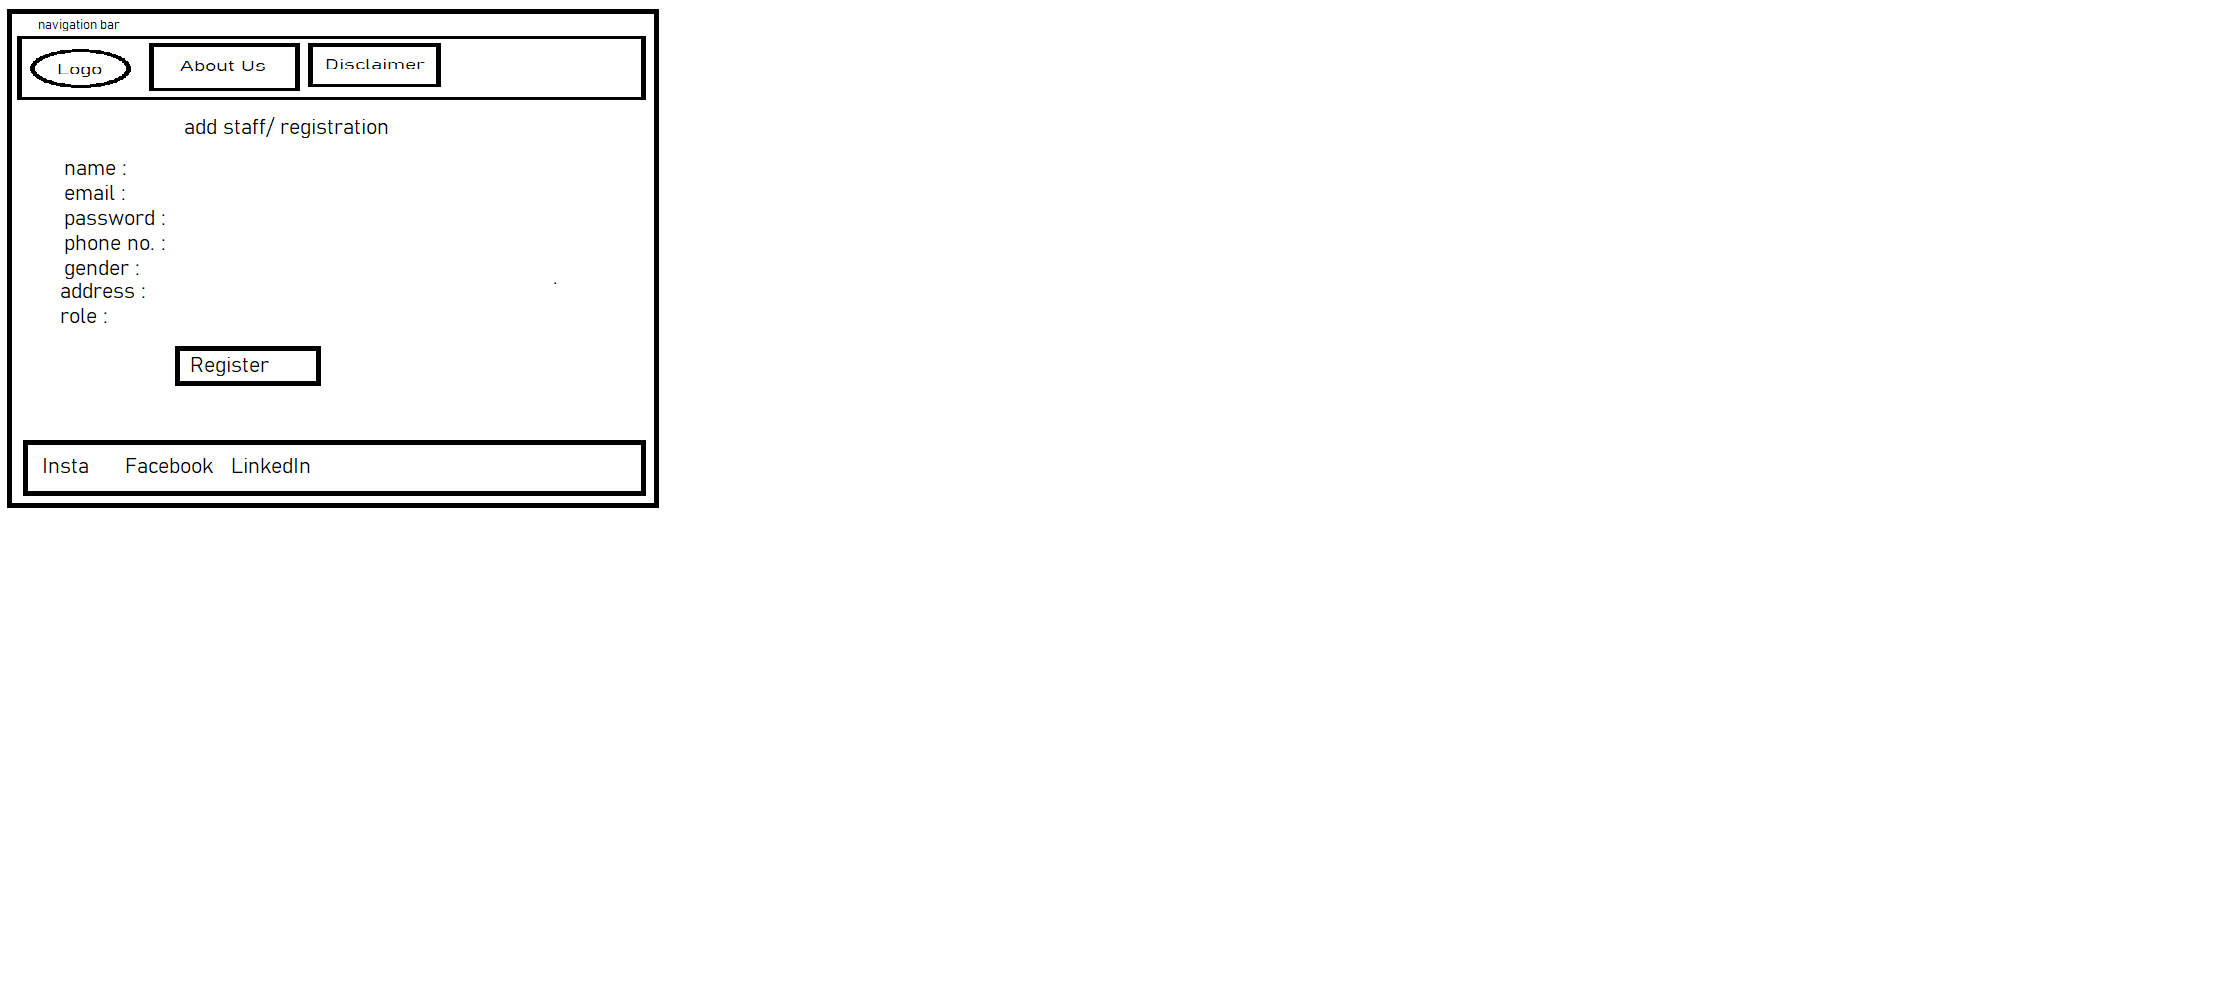 navigation bar
Logo About Us Disclaimer
add staff/ registration
name :
email :
password :
phone no. :
gender :
address :
role :
Register
Insta Facebook LinkedIn